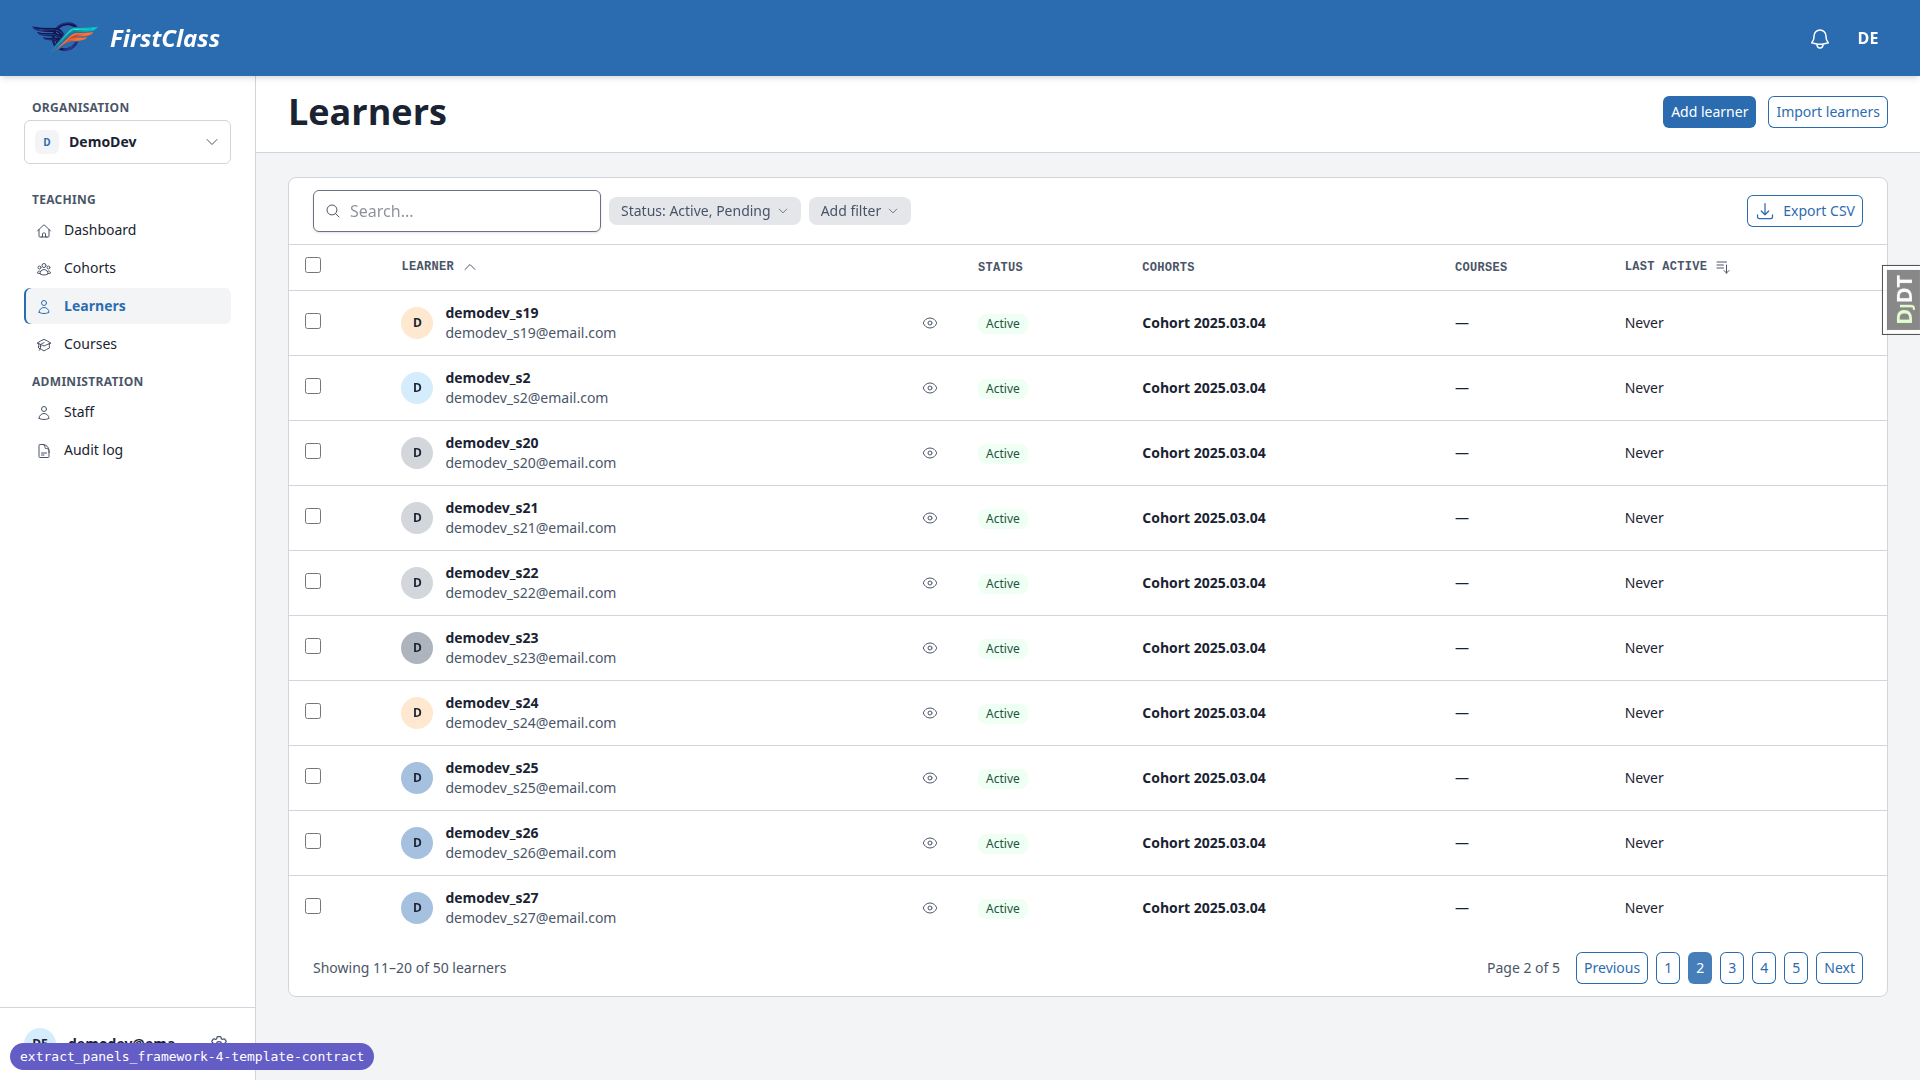 FirstClass
DE
ORGANISATION
D DemoDev
TEACHING
Dashboard
Cohorts
Learners
Courses
ADMINISTRATION
Staff
Audit log
Learners
Add learner
Import learners
Search...
Status: Active, Pending
Add filter
Export CSV
LEARNER STATUS COHORTS COURSES LAST ACTIVE
D demodev_s19 Active Cohort 2025.03.04 — Never
demodev_s19@email.com
D demodev_s2 Active Cohort 2025.03.04 — Never
demodev_s2@email.com
D demodev_s20 Active Cohort 2025.03.04 — Never
demodev_s20@email.com
D demodev_s21 Active Cohort 2025.03.04 — Never
demodev_s21@email.com
D demodev_s22 Active Cohort 2025.03.04 — Never
demodev_s22@email.com
D demodev_s23 Active Cohort 2025.03.04 — Never
demodev_s23@email.com
D demodev_s24 Active Cohort 2025.03.04 — Never
demodev_s24@email.com
D demodev_s25 Active Cohort 2025.03.04 — Never
demodev_s25@email.com
D demodev_s26 Active Cohort 2025.03.04 — Never
demodev_s26@email.com
D demodev_s27 Active Cohort 2025.03.04 — Never
demodev_s27@email.com
Showing 11–20 of 50 learners
Page 2 of 5 Previous 1 2 3 4 5 Next
DjDT
DE demodev@ema...
extract_panels_framework-4-template-contract